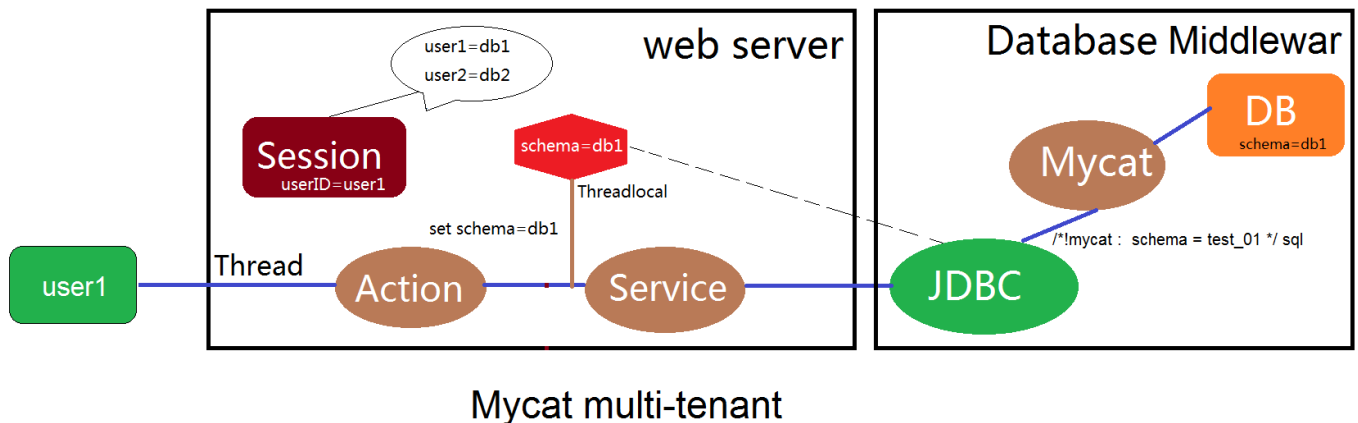 user1=db1
user2=db2
web server
Database Middlewar
Session
userID=user1
schema=db1
Threadlocal
set schema=db1
DB
schema=db1
Mycat
/*!mycat : schema = test_01 */ sql
user1
Thread
Action
Service
JDBC
Mycat multi-tenant